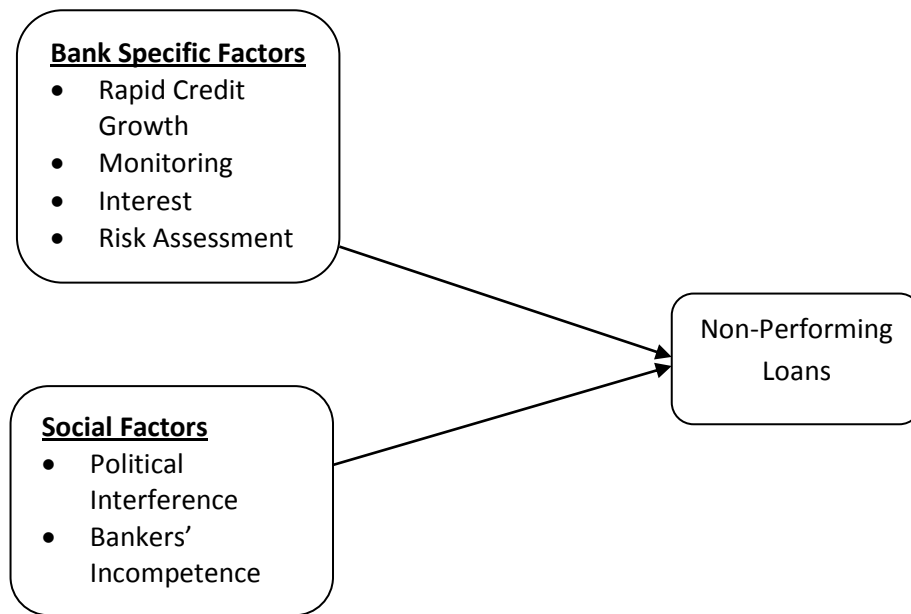 Bank Specific Factors
• Rapid Credit
Growth
• Monitoring
• Interest
• Risk Assessment
Non-Performing
Loans
Social Factors
• Political
Interference
• Bankers’
Incompetence